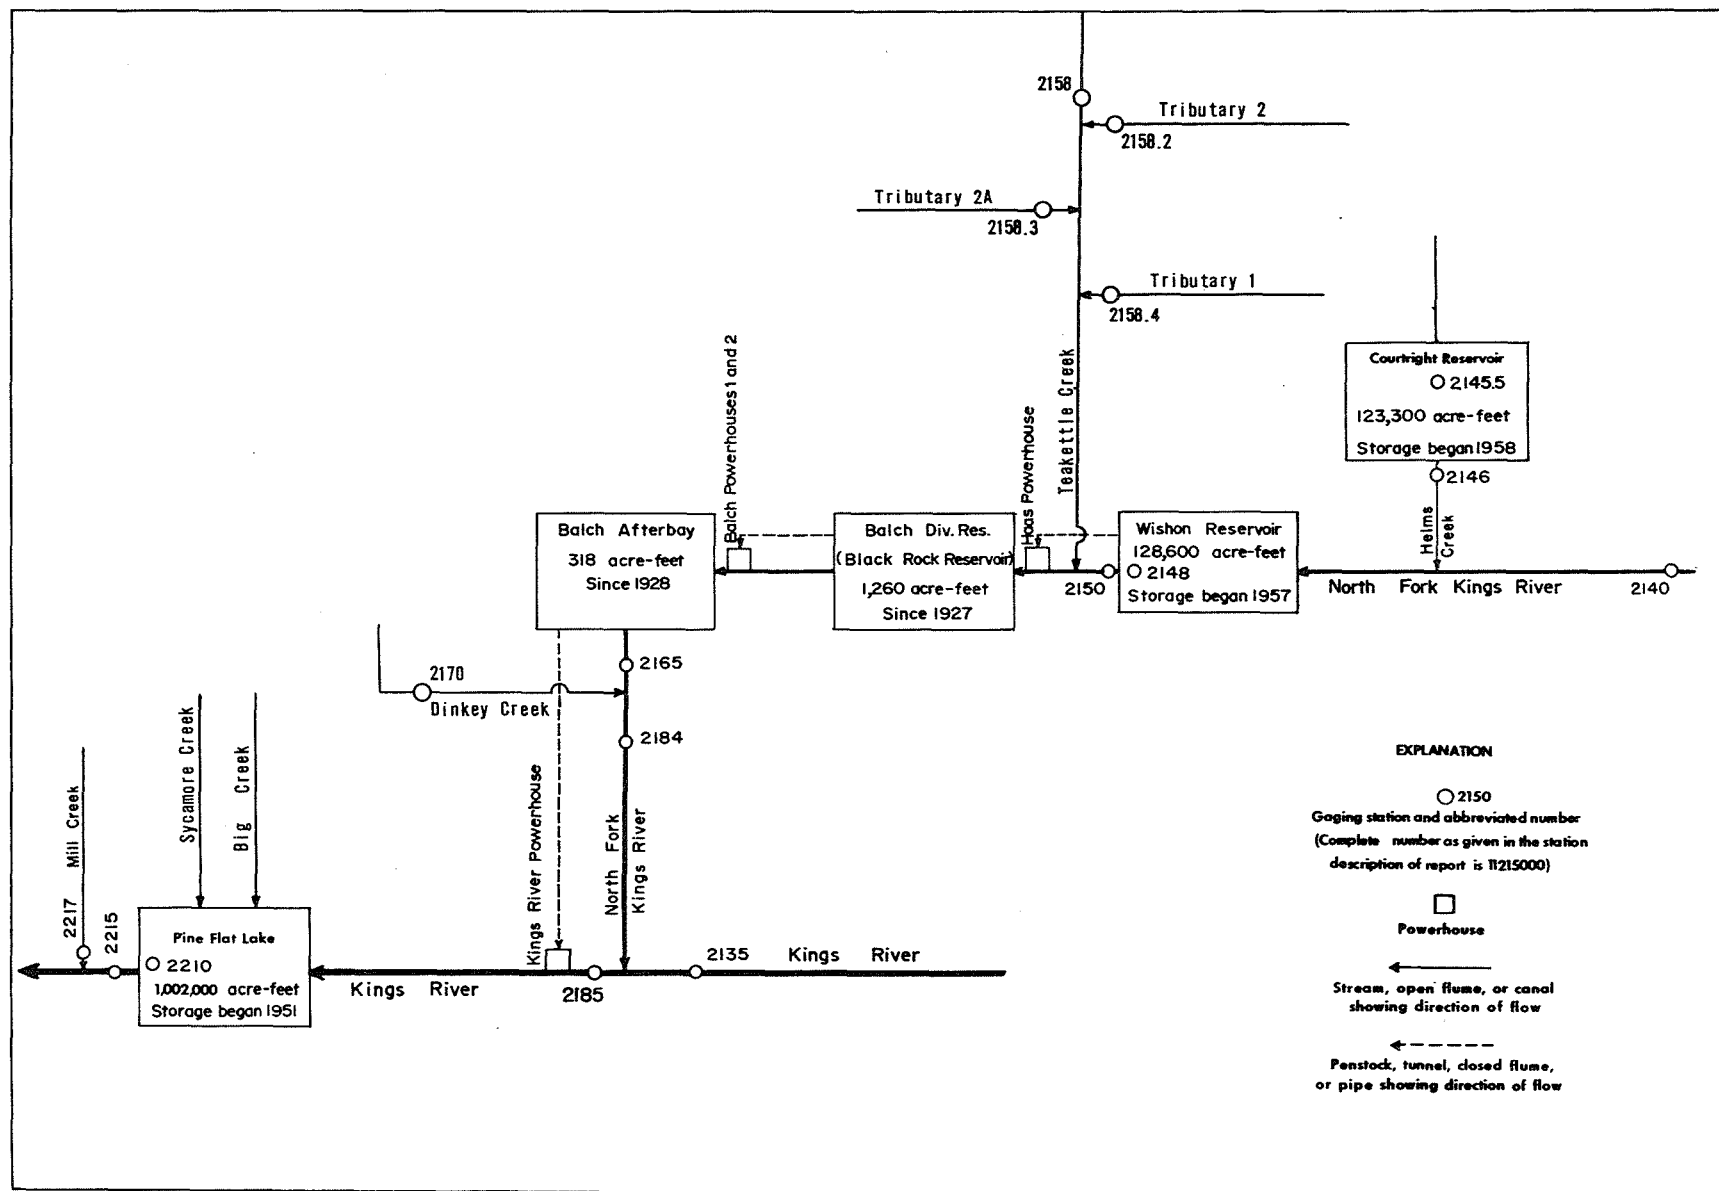 2158
Tributary 2
2158.2
Tributary 2A
2158.3
Tributary 1
2158.4
Teakettle Creek
Courtright Reservoir
2145.5
123,300 acre-feet
Storage began 1958
2146
Helms
Creek
Balch Powerhouses 1 and 2
Haas Powerhouse
Balch Afterbay
318 acre-feet
Since 1928
Balch Div. Res.
(Black Rock Reservoir)
1,260 acre-feet
Since 1927
2150
Wishon Reservoir
128,600 acre-feet
2148
Storage began 1957
North Fork Kings River
2140
2165
2170
Dinkey Creek
2184
Kings River Powerhouse
North Fork
Kings River
Sycamore Creek
Big Creek
Mill Creek
2217
2215
Pine Flat Lake
2210
1,002,000 acre-feet
Storage began 1951
Kings River
2185
2135
Kings River
EXPLANATION
2150
Gaging station and abbreviated number
(Complete number as given in the station
description of report is 11215000)
Powerhouse
Stream, open flume, or canal
showing direction of flow
Penstock, tunnel, closed flume,
or pipe showing direction of flow